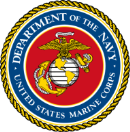 DEPARTMENT OF THE NAVY
UNITED STATES MARINE CORPS